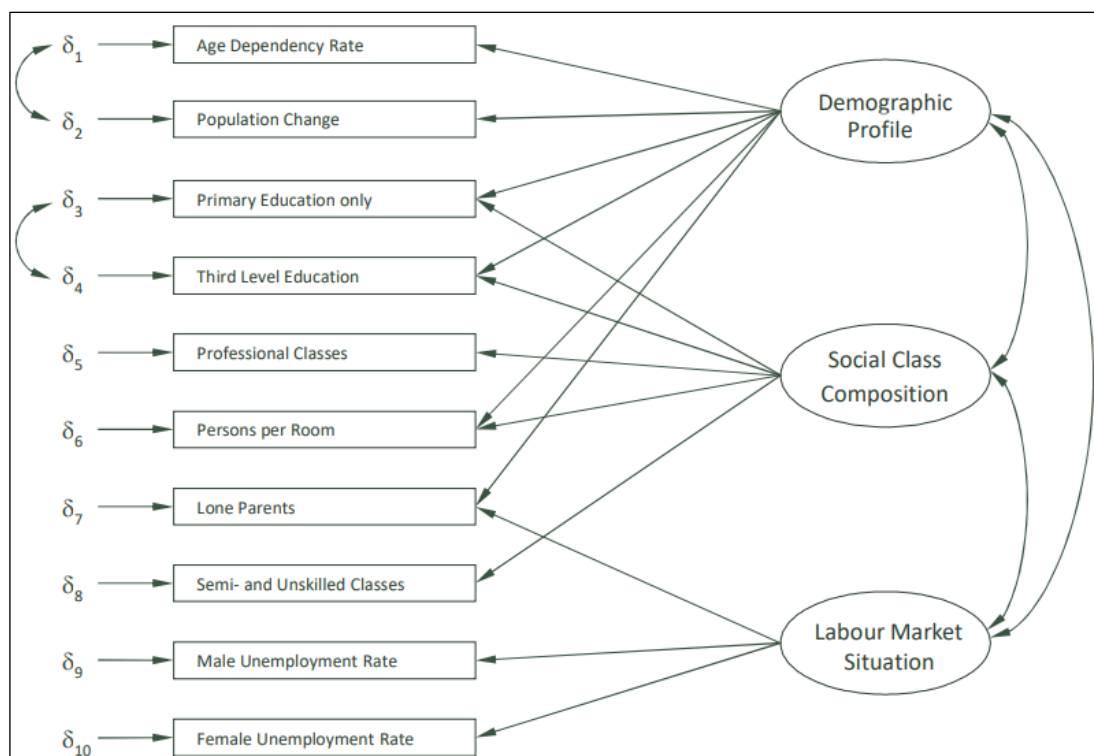 δ1 Age Dependency Rate
δ2 Population Change
δ3 Primary Education only
δ4 Third Level Education
δ5 Professional Classes
δ6 Persons per Room
δ7 Lone Parents
δ8 Semi- and Unskilled Classes
δ9 Male Unemployment Rate
δ10 Female Unemployment Rate
Demographic
Profile
Social Class
Composition
Labour Market
Situation